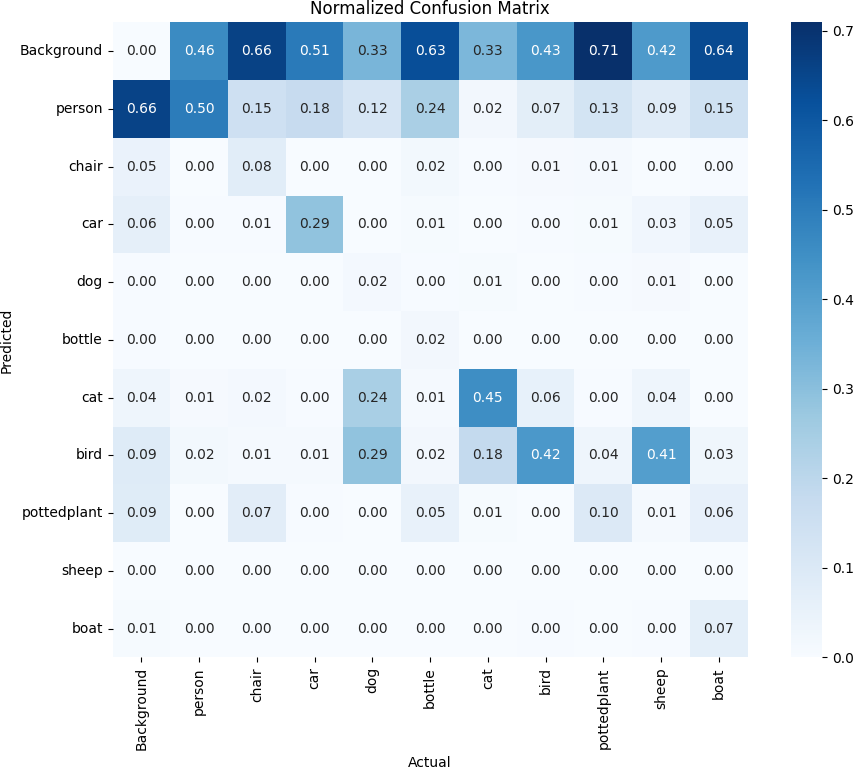 Normalized Confusion Matrix
Background 0.00 0.46 0.66 0.51 0.33 0.63 0.33 0.43 0.71 0.42 0.64
person 0.66 0.50 0.15 0.18 0.12 0.24 0.02 0.07 0.13 0.09 0.15
chair 0.05 0.00 0.08 0.00 0.00 0.02 0.00 0.01 0.01 0.00 0.00
car 0.06 0.00 0.01 0.29 0.00 0.01 0.00 0.00 0.01 0.03 0.05
dog 0.00 0.00 0.00 0.00 0.02 0.00 0.01 0.00 0.00 0.01 0.00
bottle 0.00 0.00 0.00 0.00 0.00 0.02 0.00 0.00 0.00 0.00 0.00
cat 0.04 0.01 0.02 0.00 0.24 0.01 0.45 0.06 0.00 0.04 0.00
bird 0.09 0.02 0.01 0.01 0.29 0.02 0.18 0.42 0.04 0.41 0.03
pottedplant 0.09 0.00 0.07 0.00 0.00 0.05 0.01 0.00 0.10 0.01 0.06
sheep 0.00 0.00 0.00 0.00 0.00 0.00 0.00 0.00 0.00 0.00 0.00
boat 0.01 0.00 0.00 0.00 0.00 0.00 0.00 0.00 0.00 0.00 0.07
Background person chair car dog bottle cat bird pottedplant sheep boat
Actual
Predicted
0.7
0.6
0.5
0.4
0.3
0.2
0.1
0.0